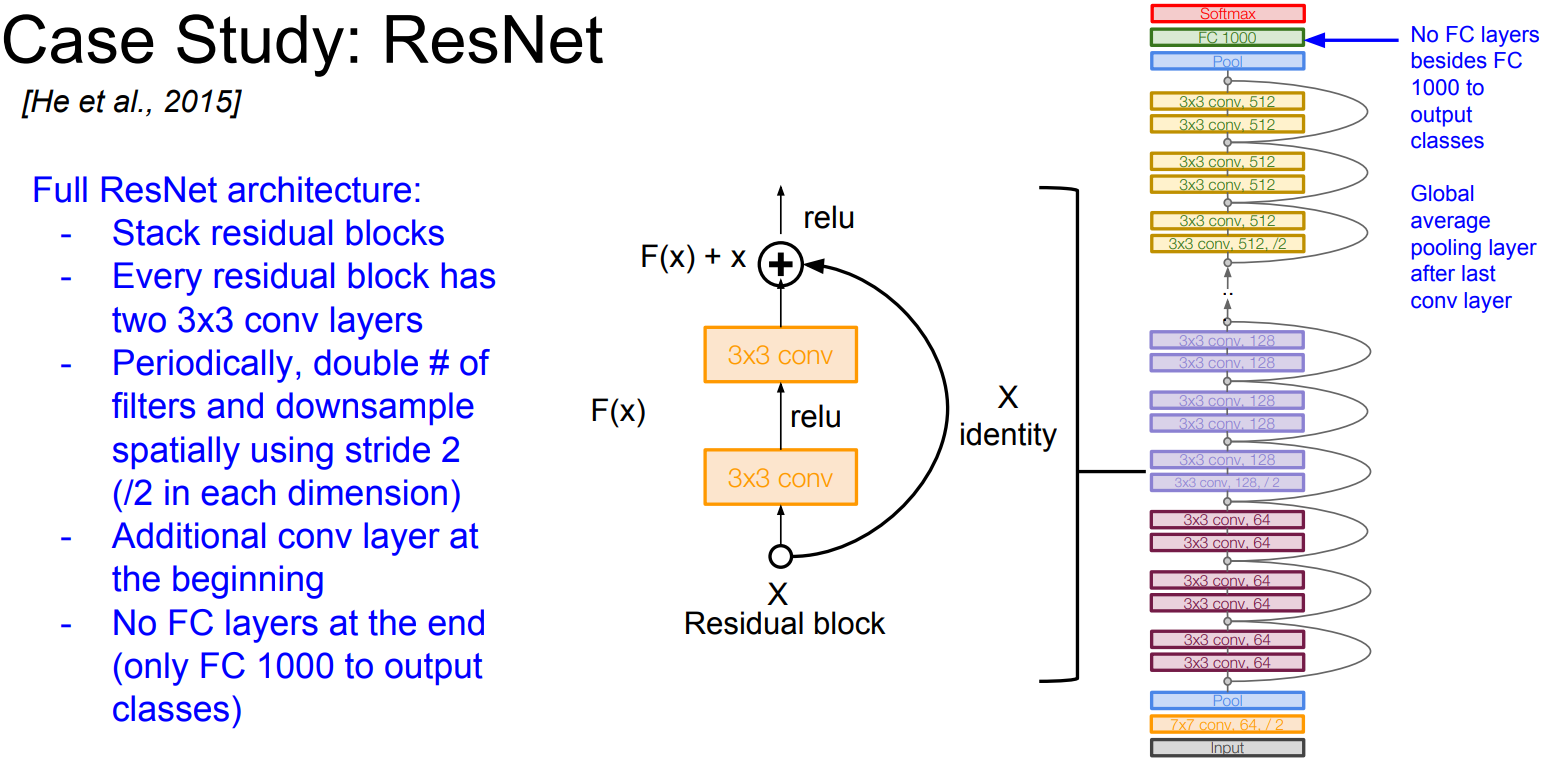 Case Study: ResNet
[He et al., 2015]
Full ResNet architecture:
- Stack residual blocks
- Every residual block has
two 3x3 conv layers
- Periodically, double # of
filters and downsample
spatially using stride 2
(/2 in each dimension)
- Additional conv layer at
the beginning
- No FC layers at the end
(only FC 1000 to output
classes)
relu
F(x) + x
3x3 conv
F(x)
relu
X
identity
3x3 conv
X
Residual block
Softmax
FC 1000
Pool
3x3 conv, 512
3x3 conv, 512
3x3 conv, 512
3x3 conv, 512
3x3 conv, 512
3x3 conv, 512, /2
..
3x3 conv, 128
3x3 conv, 128
3x3 conv, 128
3x3 conv, 128
3x3 conv, 128
3x3 conv, 128, / 2
3x3 conv, 64
3x3 conv, 64
3x3 conv, 64
3x3 conv, 64
3x3 conv, 64
3x3 conv, 64
Pool
7x7 conv, 64, / 2
Input
No FC layers
besides FC
1000 to
output
classes
Global
average
pooling layer
after last
conv layer